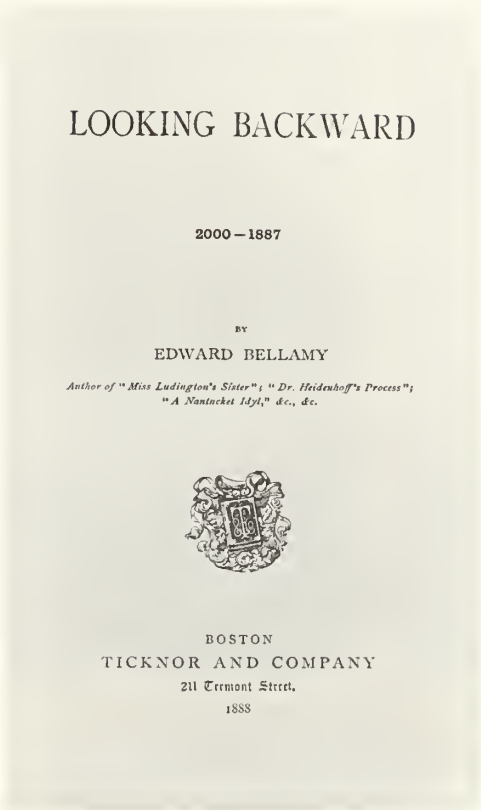 LOOKING BACKWARD
2000 — 1887
BY
EDWARD BELLAMY
Author of "Miss Ludington's Sister"; "Dr. Heidenhoff's Process";
"A Nantucket Idyl," &c., &c.
BOSTON
TICKNOR AND COMPANY
211 Tremont Street.
1888